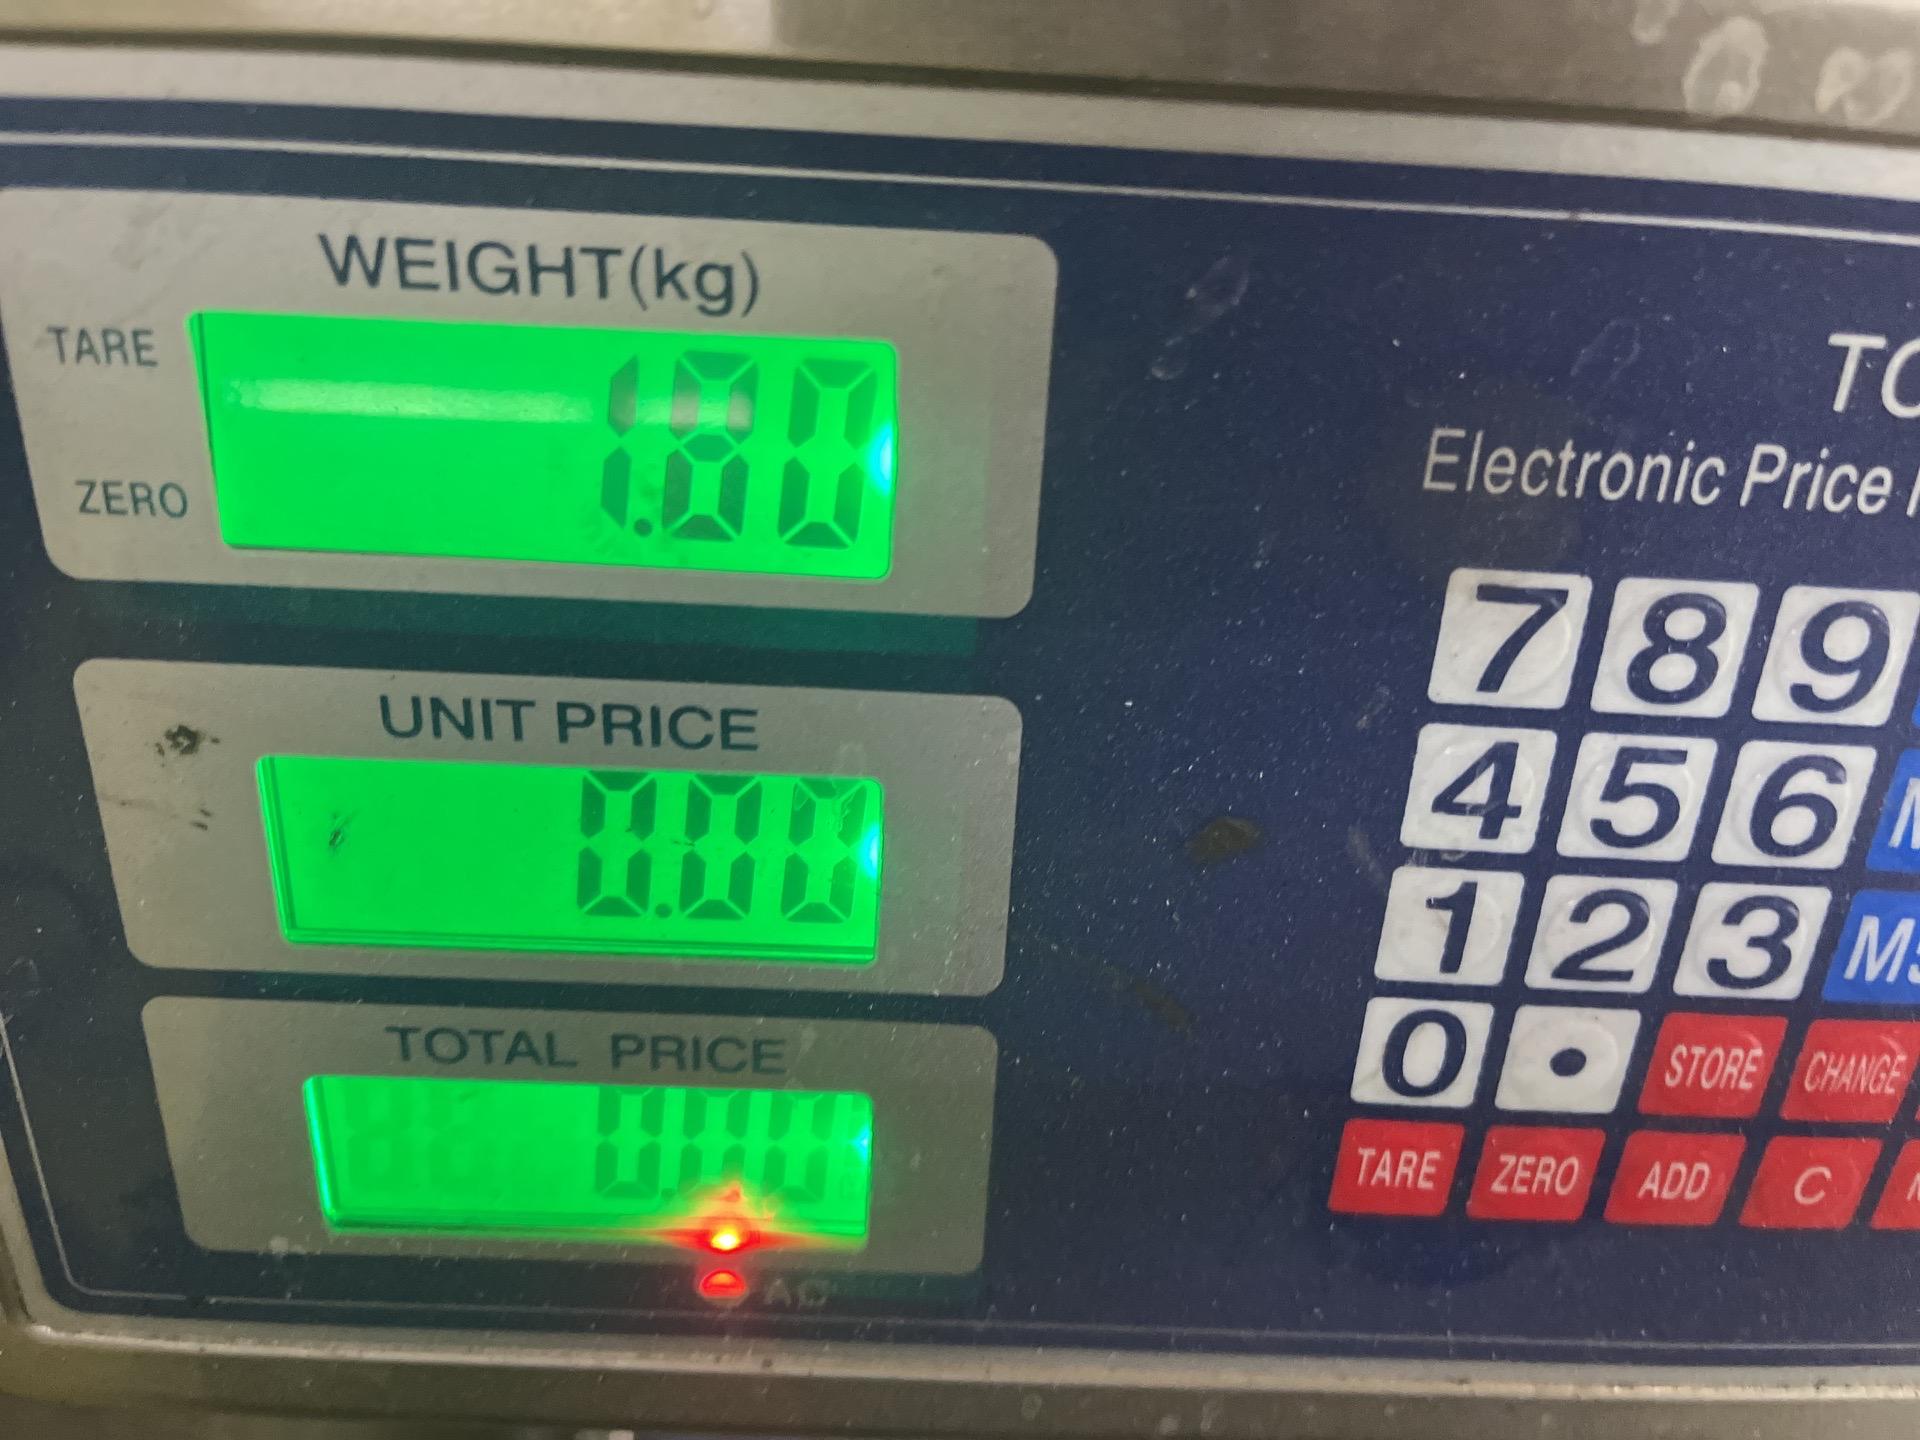 WEIGHT(kg)
TARE
ZERO
1.80
UNIT PRICE
0.00
TOTAL PRICE
0.00
AC
Electronic Price
7 8 9
4 5 6
1 2 3
0 . STORE CHANGE
TARE ZERO ADD C